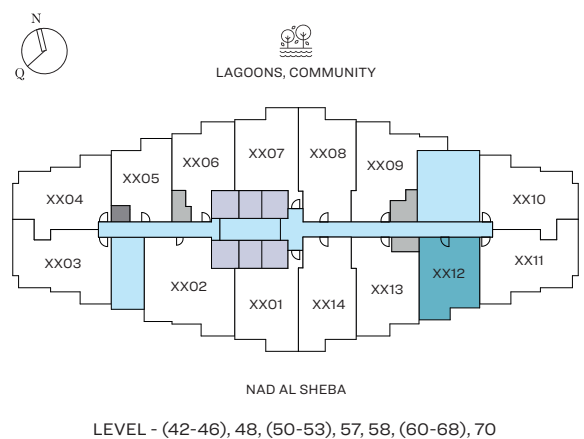 N
Q
LAGOONS, COMMUNITY
XX07
XX08
XX06
XX09
XX05
XX04
XX10
XX03
XX02
XX01
XX14
XX13
XX12
XX11
NAD AL SHEBA
LEVEL - (42-46), 48, (50-53), 57, 58, (60-68), 70